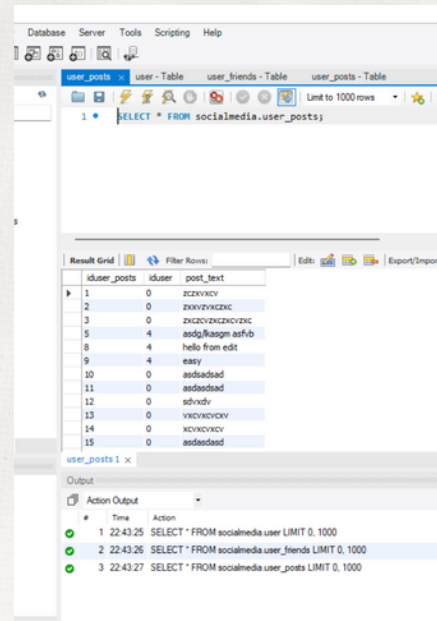 Database Server Tools Scripting Help
user_posts × user - Table user_friends - Table user_posts - Table
Limit to 1000 rows
1 SELECT * FROM socialmedia.user_posts;
s
Result Grid Filter Rows: Edit: Export/Impor
iduser_posts iduser post_text
1 0 zczxvxcv
2 0 zxxvzvxczxc
3 0 zxczcvzxczxcvzxc
5 4 asdg/lkasgm asfvb
8 4 hello from edit
9 4 easy
10 0 asdsadsad
11 0 asdasdsad
12 0 sdvxdv
13 0 vxcvxcvcxv
14 0 xcvxcvxcv
15 0 asdasdasd
user_posts 1 ×
Output
Action Output
# Time Action
1 22:43:25 SELECT * FROM socialmedia.user LIMIT 0, 1000
2 22:43:26 SELECT * FROM socialmedia.user_friends LIMIT 0, 1000
3 22:43:27 SELECT * FROM socialmedia.user_posts LIMIT 0, 1000